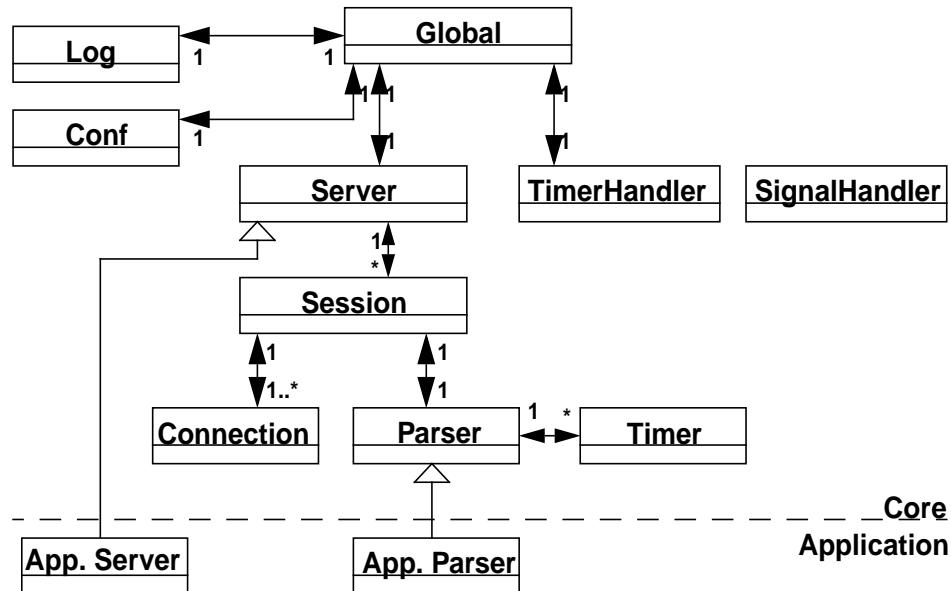 Global
Log
1
1
Conf
1
1
1
1
1
1
Server
TimerHandler
SignalHandler
1
*
Session
1
1
1..*
1
Connection
Parser
1
*
Timer
Core
Application
App. Server
App. Parser